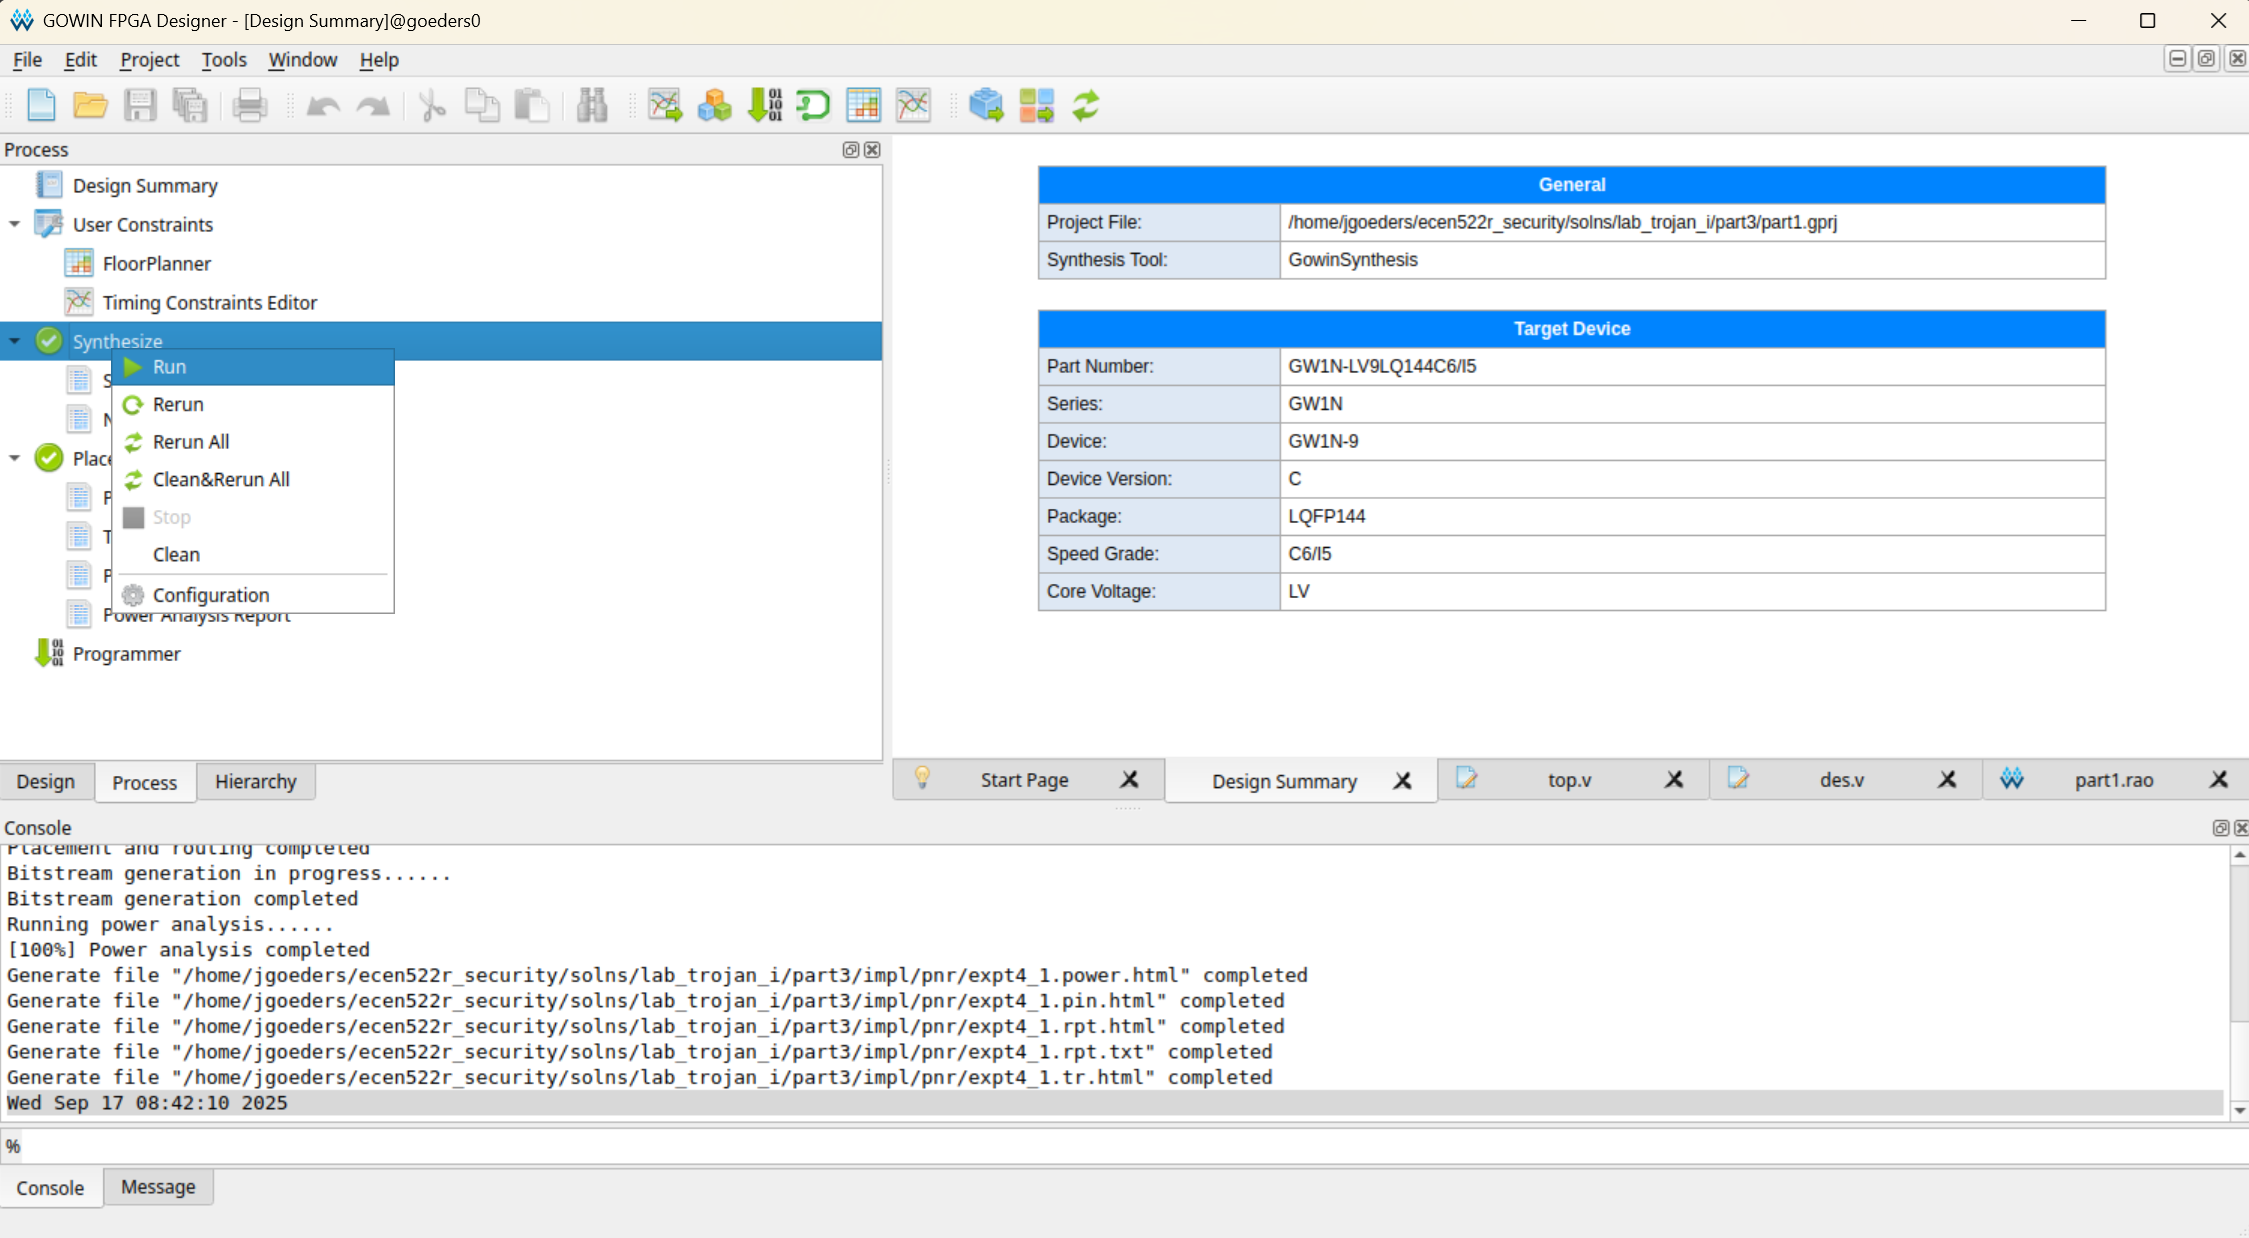 GOWIN FPGA Designer - [Design Summary]@goeders0
File Edit Project Tools Window Help
Process
Design Summary
User Constraints
FloorPlanner
Timing Constraints Editor
Synthesize
Run
Rerun
Rerun All
Clean&Rerun All
Stop
Clean
Configuration
S
N
Place
P
T
P
Power Analysis Report
Programmer
Design Process Hierarchy
General
Project File: /home/jgoeders/ecen522r_security/solns/lab_trojan_i/part3/part1.gprj
Synthesis Tool: GowinSynthesis
Target Device
Part Number: GW1N-LV9LQ144C6/I5
Series: GW1N
Device: GW1N-9
Device Version: C
Package: LQFP144
Speed Grade: C6/I5
Core Voltage: LV
Start Page Design Summary top.v des.v part1.rao
Console
Placement and routing completed
Bitstream generation in progress......
Bitstream generation completed
Running power analysis......
[100%] Power analysis completed
Generate file "/home/jgoeders/ecen522r_security/solns/lab_trojan_i/part3/impl/pnr/expt4_1.power.html" completed
Generate file "/home/jgoeders/ecen522r_security/solns/lab_trojan_i/part3/impl/pnr/expt4_1.pin.html" completed
Generate file "/home/jgoeders/ecen522r_security/solns/lab_trojan_i/part3/impl/pnr/expt4_1.rpt.html" completed
Generate file "/home/jgoeders/ecen522r_security/solns/lab_trojan_i/part3/impl/pnr/expt4_1.rpt.txt" completed
Generate file "/home/jgoeders/ecen522r_security/solns/lab_trojan_i/part3/impl/pnr/expt4_1.tr.html" completed
Wed Sep 17 08:42:10 2025
%
Console Message